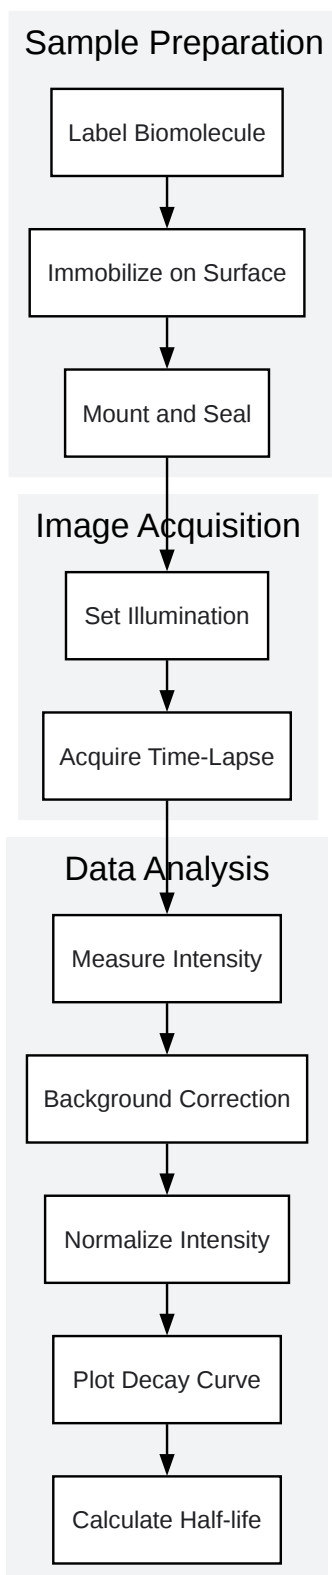 Sample Preparation
Label Biomolecule
Immobilize on Surface
Mount and Seal
Image Acquisition
Set Illumination
Acquire Time-Lapse
Data Analysis
Measure Intensity
Background Correction
Normalize Intensity
Plot Decay Curve
Calculate Half-life